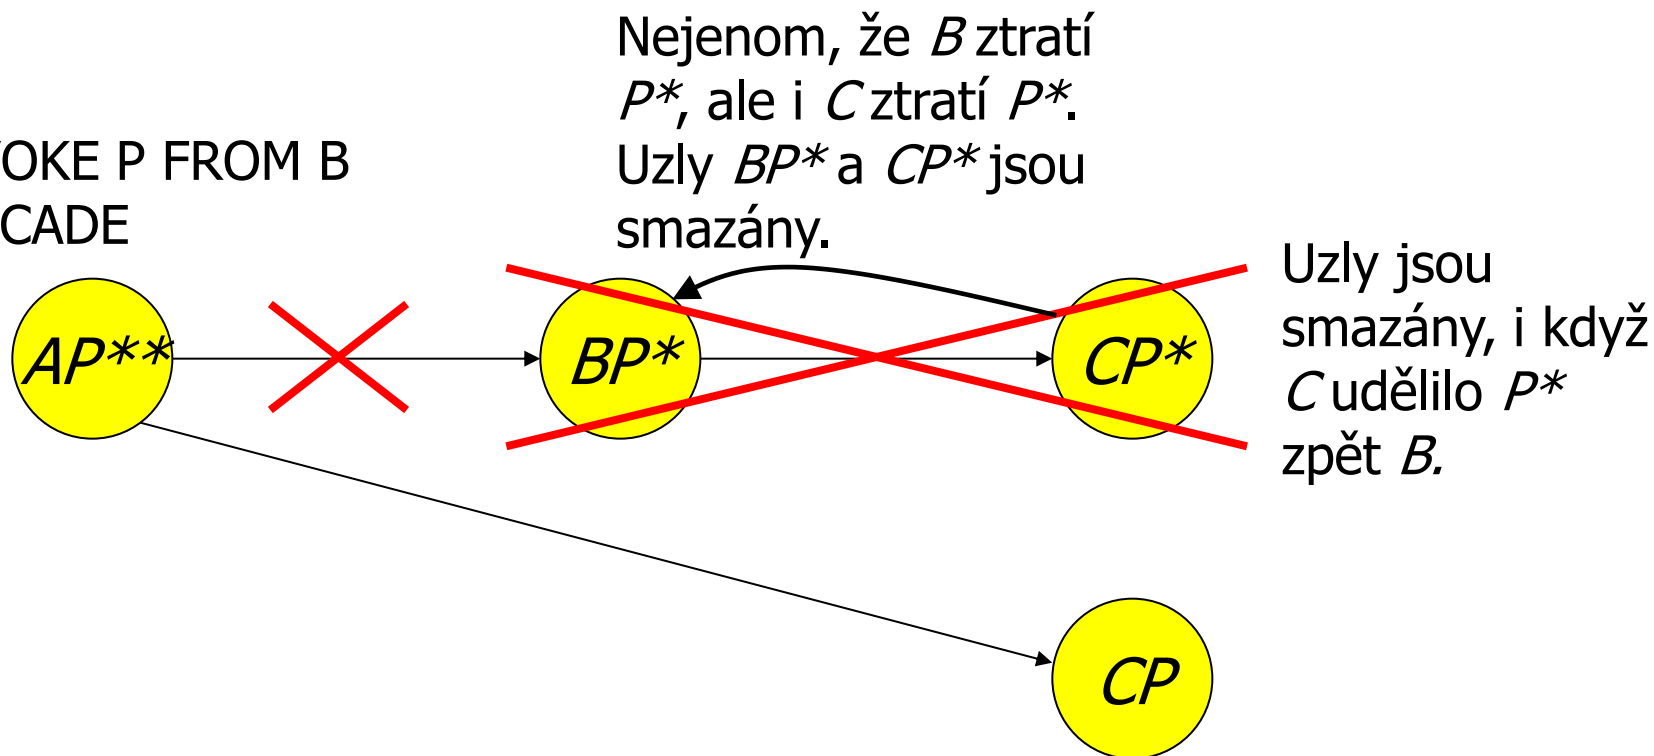 Nejenom, že B ztratí
P*, ale i C ztratí P*.
Uzly BP* a CP* jsou
smazány.
OKE P FROM B
CADE
Uzly jsou
smazány, i když
C udělilo P*
zpět B.
AP**
BP*
CP*
CP